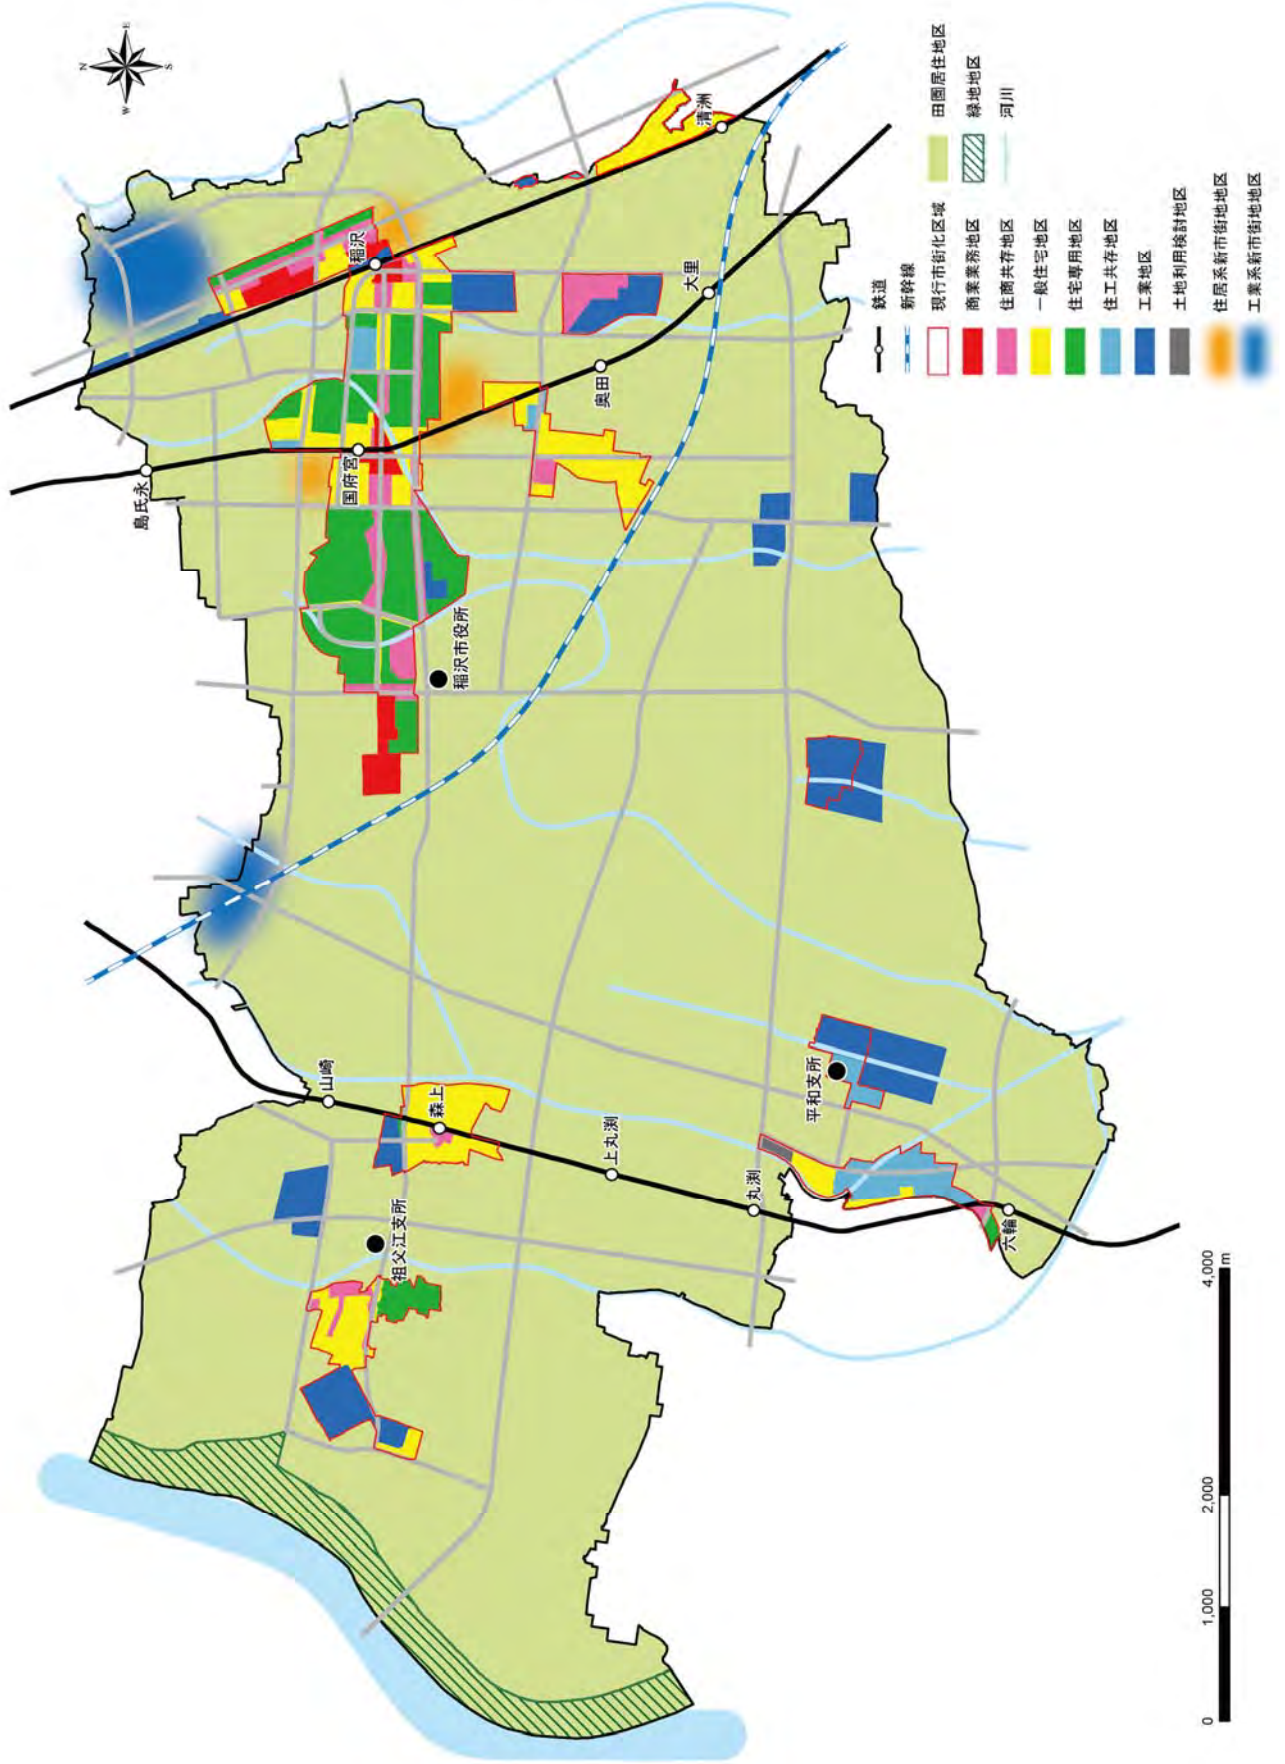 N
E
S
W
島氏永
国府宮
稲沢
清洲
大里
奥田
稲沢市役所
山崎
森上
上丸渕
丸渕
六輪
祖父江支所
平和支所
鉄道
新幹線
現行市街化区域
商業業務地区
住商共存地区
一般住宅地区
住宅専用地区
住工共存地区
工業地区
土地利用検討地区
住居系新市街地地区
工業系新市街地地区
田園居住地区
緑地地区
河川
0 1,000 2,000 4,000
m